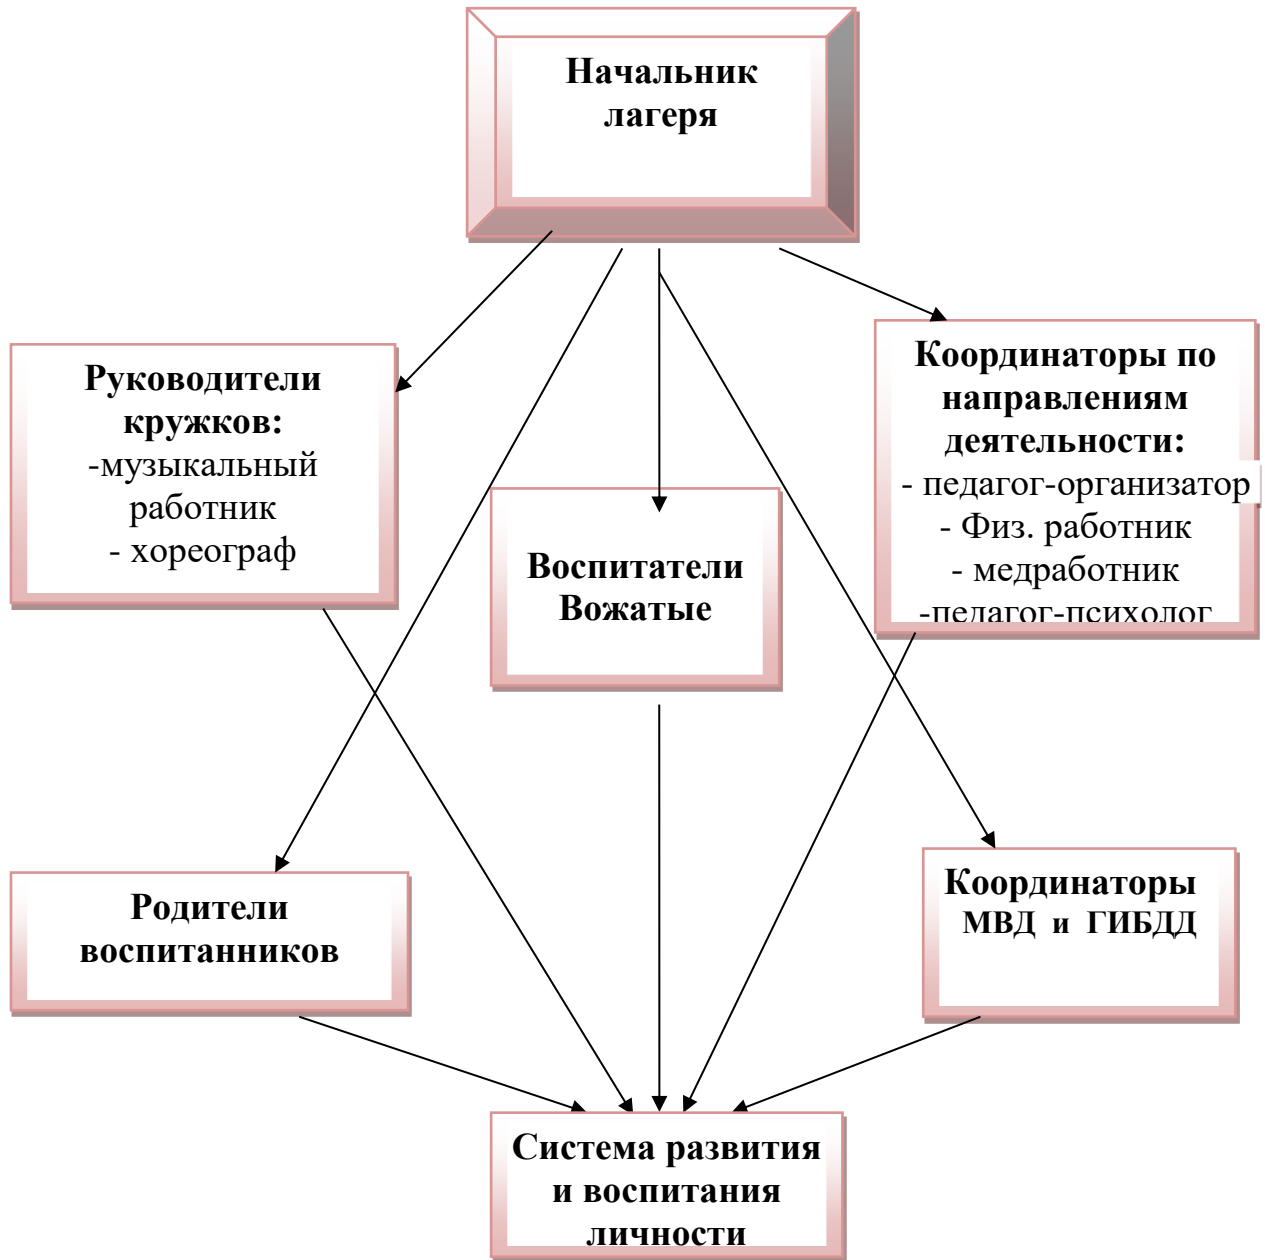 Начальник
лагеря
Руководители
кружков:
-музыкальный
работник
- хореограф
Воспитатели
Вожатые
Координаторы по
направлениям
деятельности:
- педагог-организатор
- Физ. работник
- медработник
-педагог-психолог
Родители
воспитанников
Координаторы
МВД и ГИБДД
Система развития
и воспитания
личности